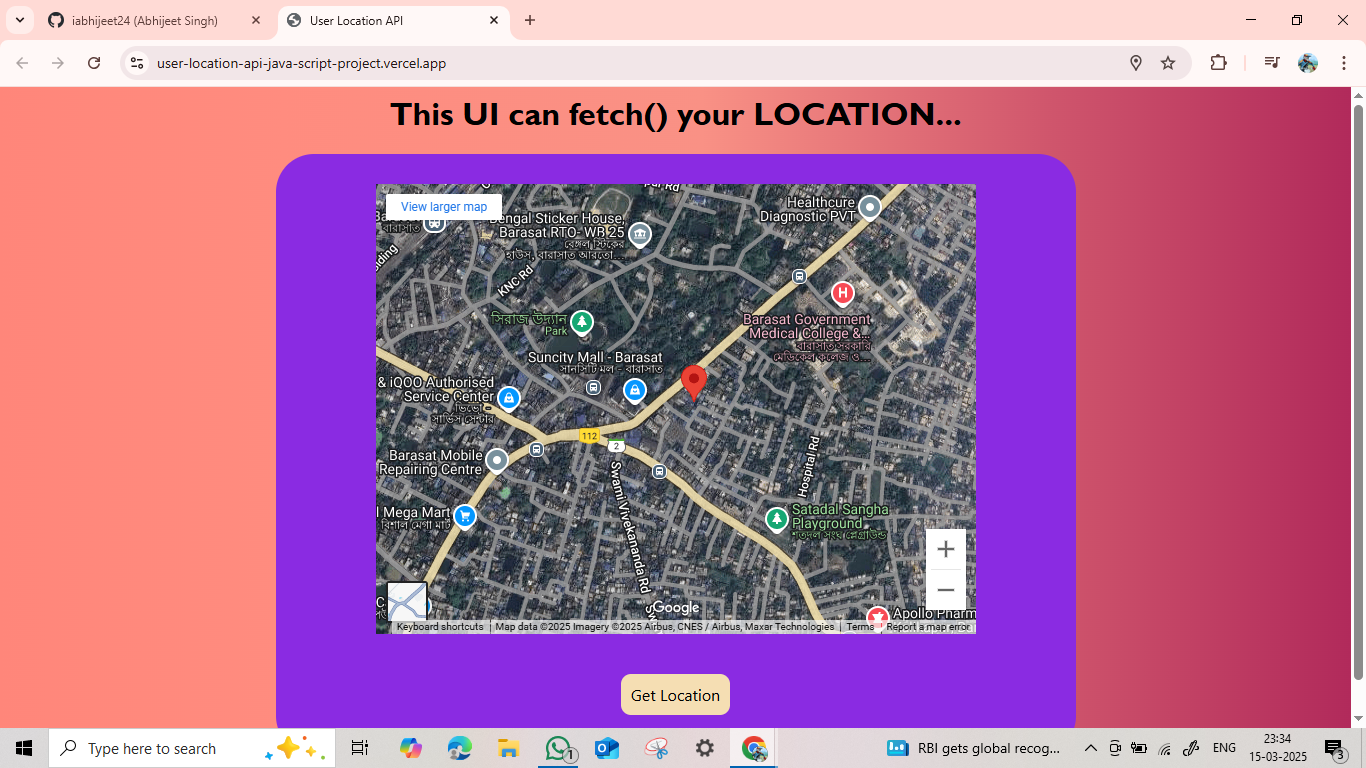 iabhijeet24 (Abhijeet Singh)
User Location API
user-location-api-java-script-project.vercel.app
This UI can fetch() your LOCATION...
View larger map
Bengal Sticker House,
Barasat RTO- WB 25
বেঙ্গল স্টিকের
হাউস, বারাসাত আরতো...
Healthcure
Diagnostic PVT
বারাসাত
KNC Rd
সিরাজ উদ্যান
Park
Barasat Government
Medical College &...
বারাসাত সরকারি
মেডিকেল কলেজ ও...
Suncity Mall - Barasat
সানসিটি মল - বারাসাত
& iQOO Authorised
Service Center
ভিভো –
সার্ভিস সেন্টার
112
2
Barasat Mobile
Repairing Centre
Hospital Rd
Swami Vivekananda Rd
l Mega Mart
বিশাল মেগা মার্ট
Satadal Sangha
Playground
শতদল সংঘ প্লেগ্রাউন্ড
Google
Apollo Pharm
Keyboard shortcuts
Map data ©2025 Imagery ©2025 Airbus, CNES / Airbus, Maxar Technologies
Terms
Report a map error
Get Location
Type here to search
1
RBI gets global recog...
ENG
23:34
15-03-2025
3